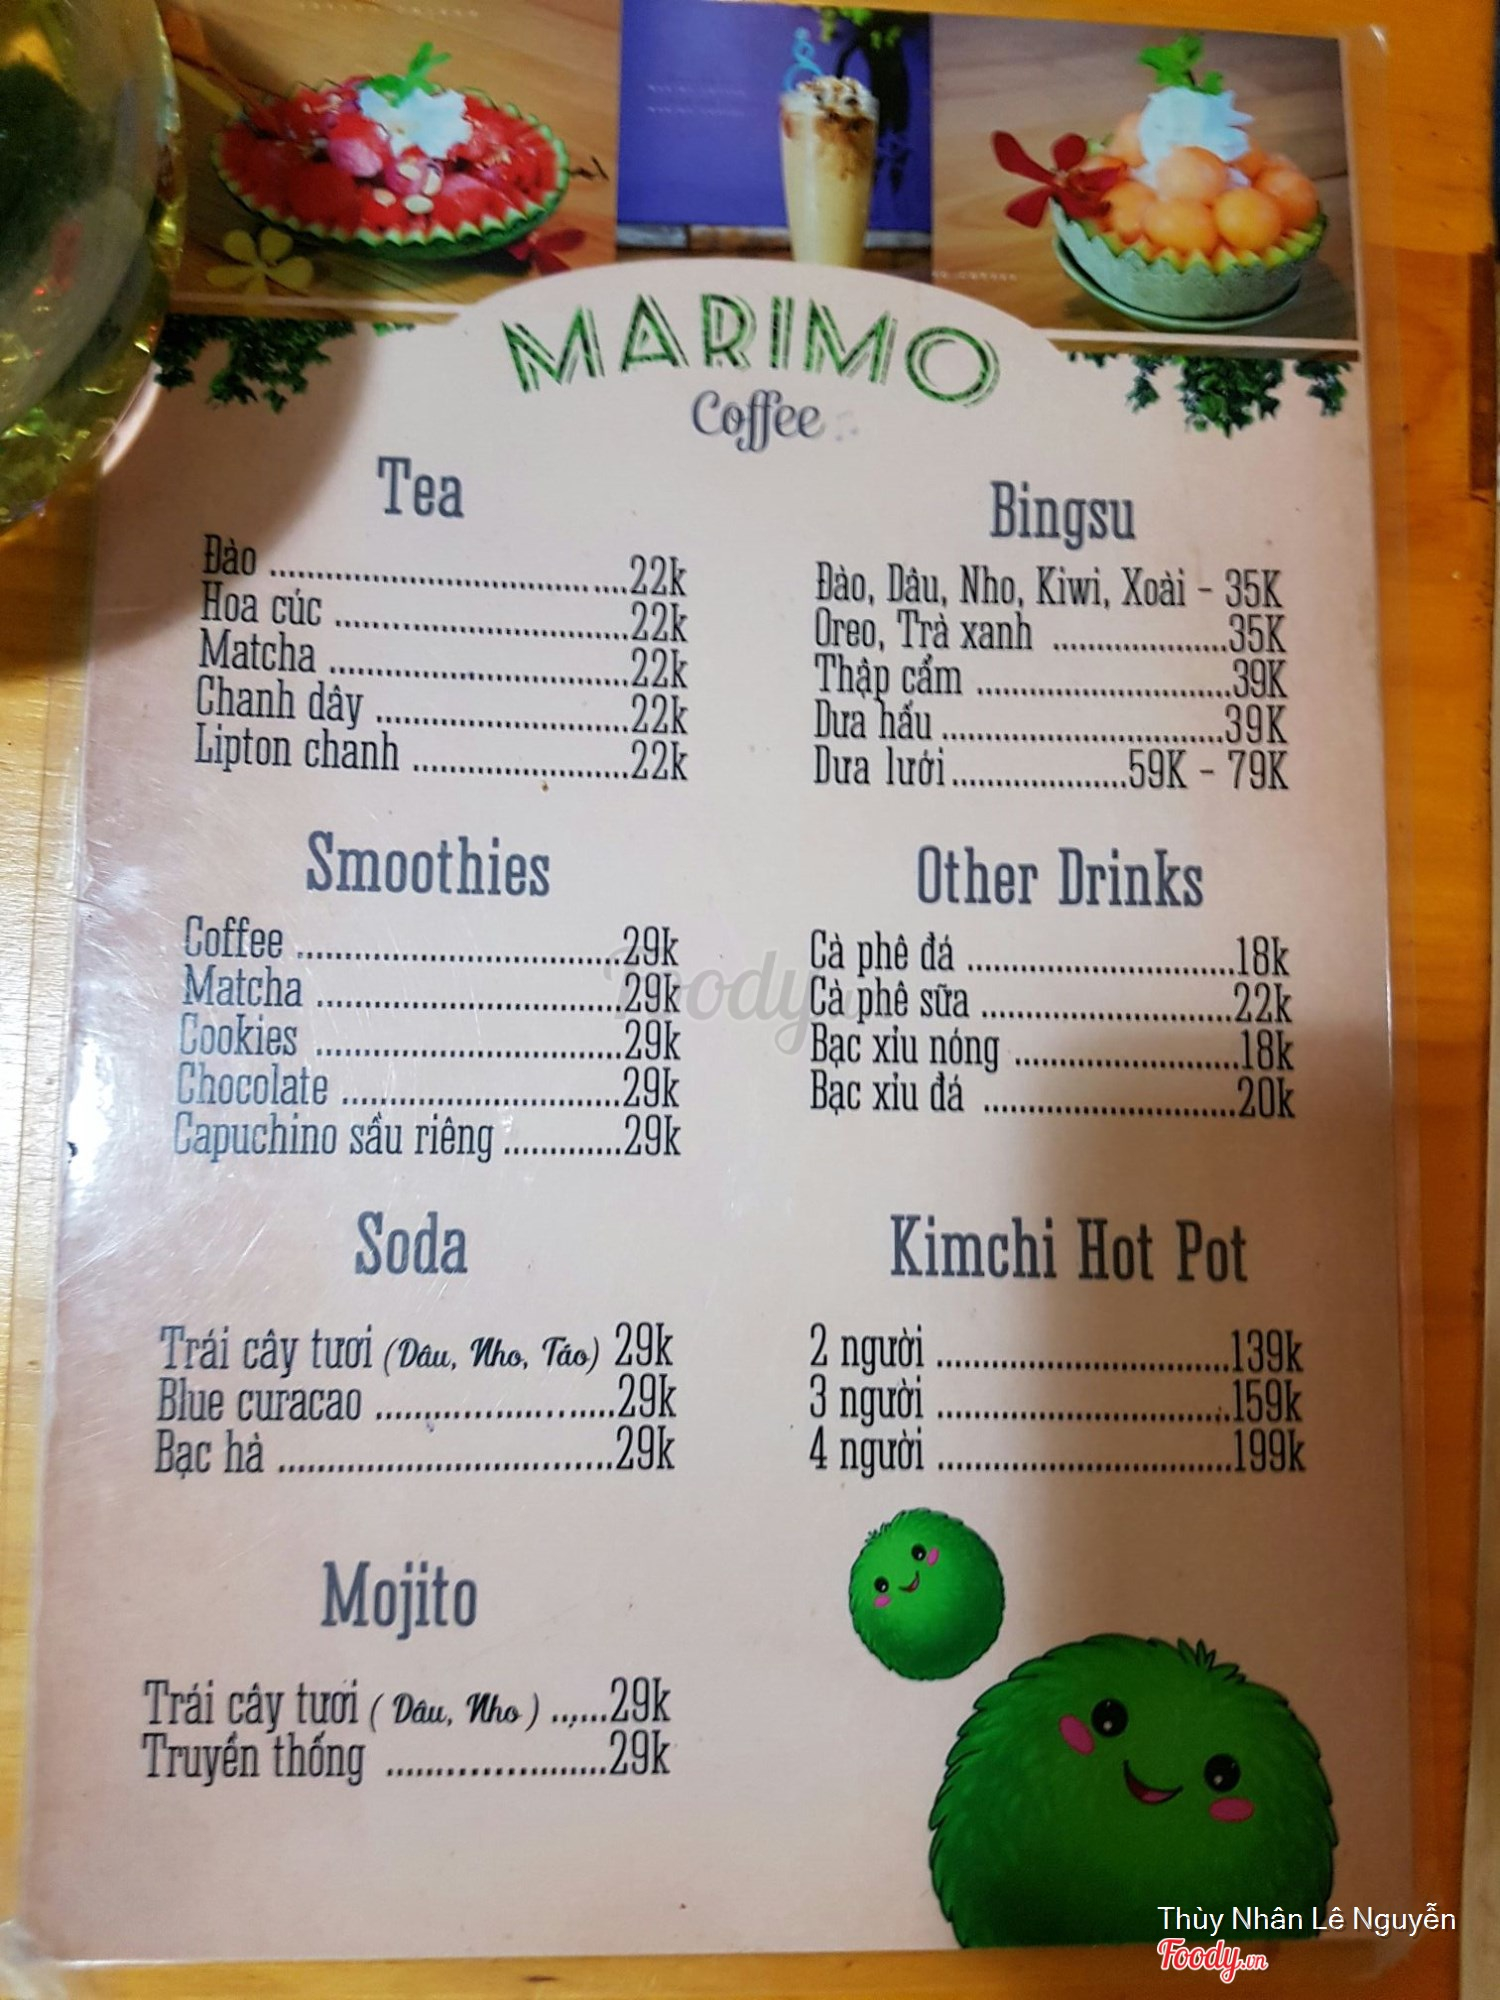 MARIMO
Coffee
Tea
Đào ........................................22k
Hoa cúc ................................22k
Matcha .................................22k
Chanh dây ............................22k
Lipton chanh ........................22k
Smoothies
Coffee ....................................29k
Matcha ..................................29k
Cookies ..................................29k
Chocolate ...............................29k
Capuchino sầu riêng .............29k
Soda
Trái cây tươi (Dâu, Nho, Táo) 29k
Blue curacao ...........................29k
Bạc hà .....................................29k
Mojito
Trái cây tươi ( Dâu, Nho ) ......29k
Truyền thống ........................29k
Bingsu
Đào, Dâu, Nho, Kiwi, Xoài - 35K
Oreo, Trà xanh ....................35K
Thập cẩm .............................39K
Dưa hấu ................................39K
Dưa lưới....................59K - 79K
Other Drinks
Cà phê đá ..............................18k
Cà phê sữa ............................22k
Bạc xỉu nóng .........................18k
Bạc xỉu đá ............................20k
Kimchi Hot Pot
2 người ................................139k
3 người ................................159k
4 người ................................199k
Thùy Nhân Lê Nguyễn
Foody.vn